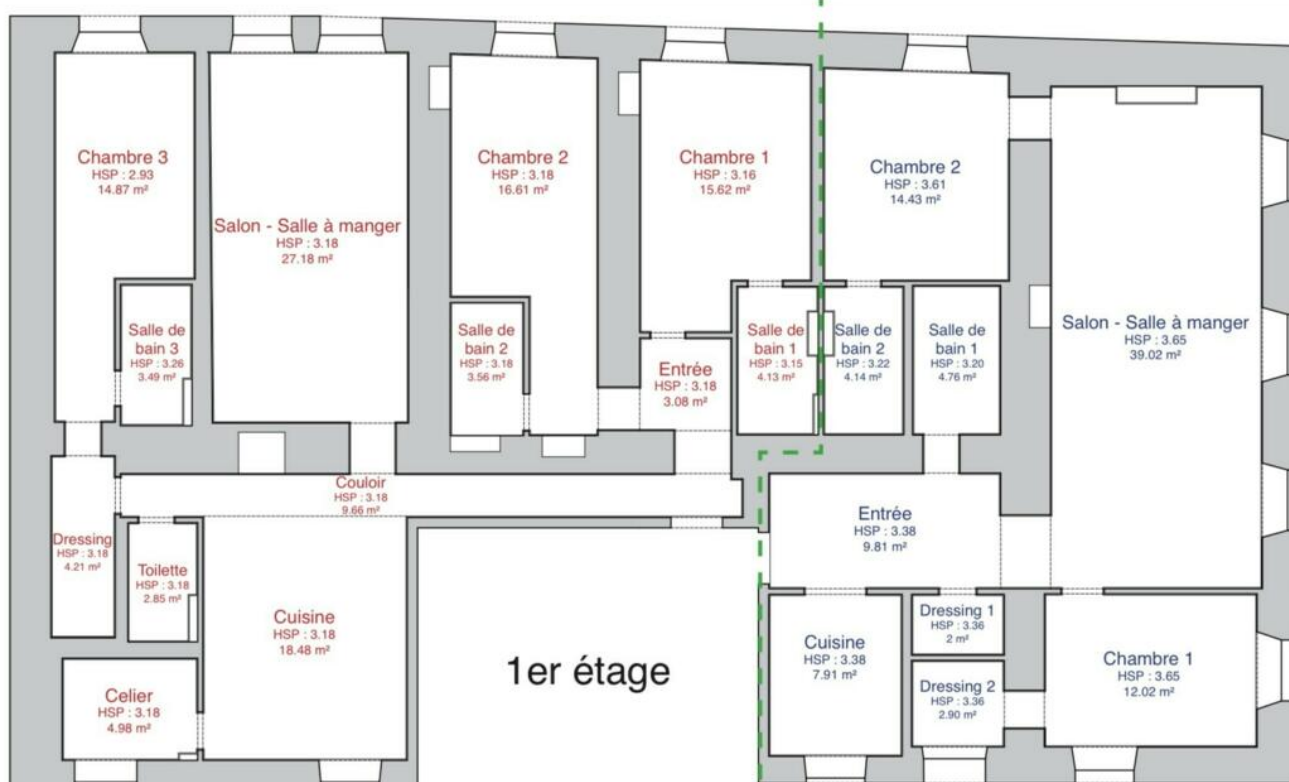 Chambre 3
HSP : 2.93
14.87 m²
Salon - Salle à manger
HSP : 3.18
27.18 m²
Chambre 2
HSP : 3.18
16.61 m²
Chambre 1
HSP : 3.16
15.62 m²
Chambre 2
HSP : 3.61
14.43 m²
Salon - Salle à manger
HSP : 3.65
39.02 m²
Salle de
bain 3
HSP : 3.26
3.49 m²
Salle de
bain 2
HSP : 3.18
3.56 m²
Entrée
HSP : 3.18
3.08 m²
Salle de
bain 1
HSP : 3.15
4.13 m²
Salle de
bain 2
HSP : 3.22
4.14 m²
Salle de
bain 1
HSP : 3.20
4.76 m²
Couloir
HSP : 3.18
9.66 m²
Entrée
HSP : 3.38
9.81 m²
Dressing
HSP : 3.18
4.21 m²
Toilette
HSP : 3.18
2.85 m²
Cuisine
HSP : 3.18
18.48 m²
Celier
HSP : 3.18
4.98 m²
1er étage
Cuisine
HSP : 3.38
7.91 m²
Dressing 1
HSP : 3.36
2 m²
Dressing 2
HSP : 3.36
2.90 m²
Chambre 1
HSP : 3.65
12.02 m²